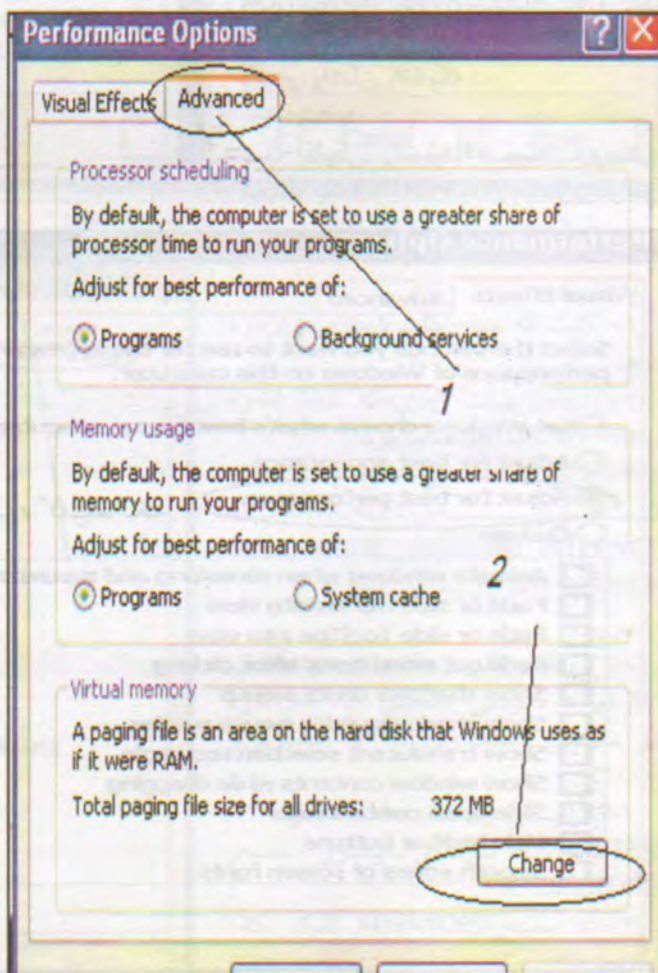 Performance Options
Visual Effects
Advanced
Processor scheduling
By default, the computer is set to use a greater share of
processor time to run your programs.
Adjust for best performance of:
Programs
Background services
1
Memory usage
By default, the computer is set to use a greater share of
memory to run your programs.
Adjust for best performance of:
2
Programs
System cache
Virtual memory
A paging file is an area on the hard disk that Windows uses as
if it were RAM.
Total paging file size for all drives: 372 MB
Change